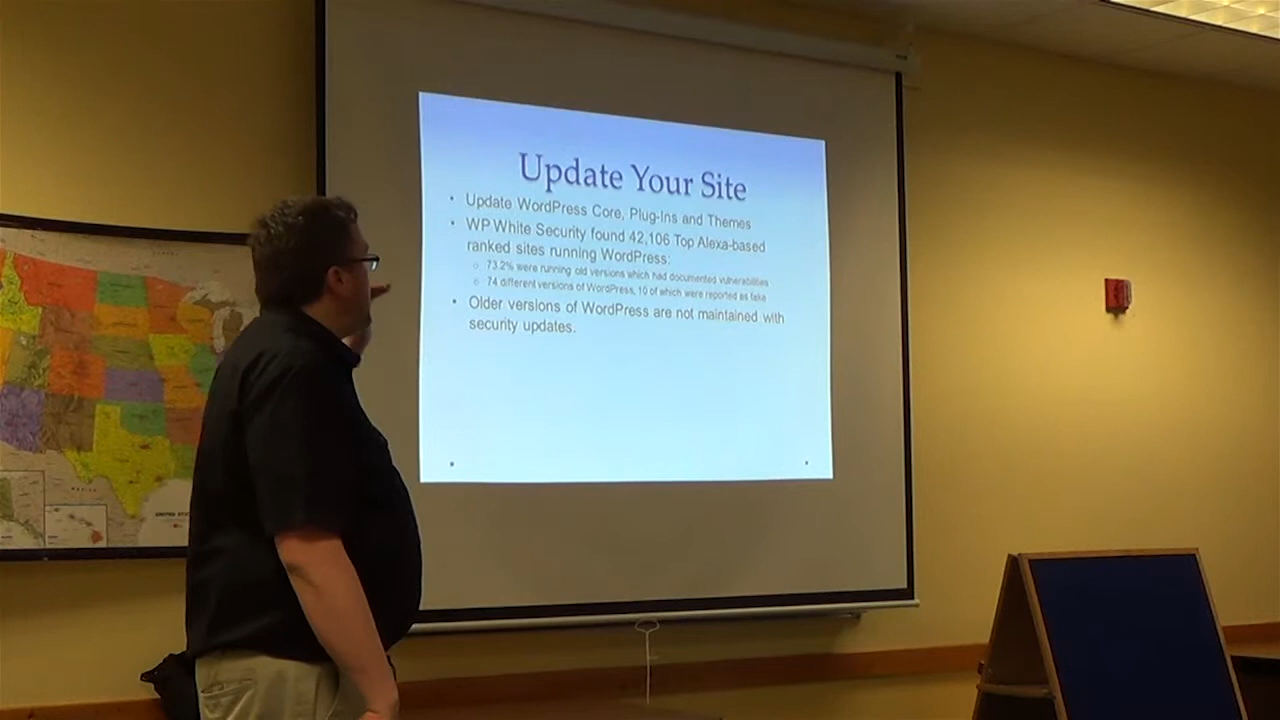 Update Your Site
• Update WordPress Core, Plug-Ins and Themes
• WP White Security found 42,106 Top Alexa-based
ranked sites running WordPress:
○ 73.2% were running old versions which had documented vulnerabilities
○ 74 different versions of WordPress, 10 of which were reported as fake
• Older versions of WordPress are not maintained with
security updates.
UNITED STATES